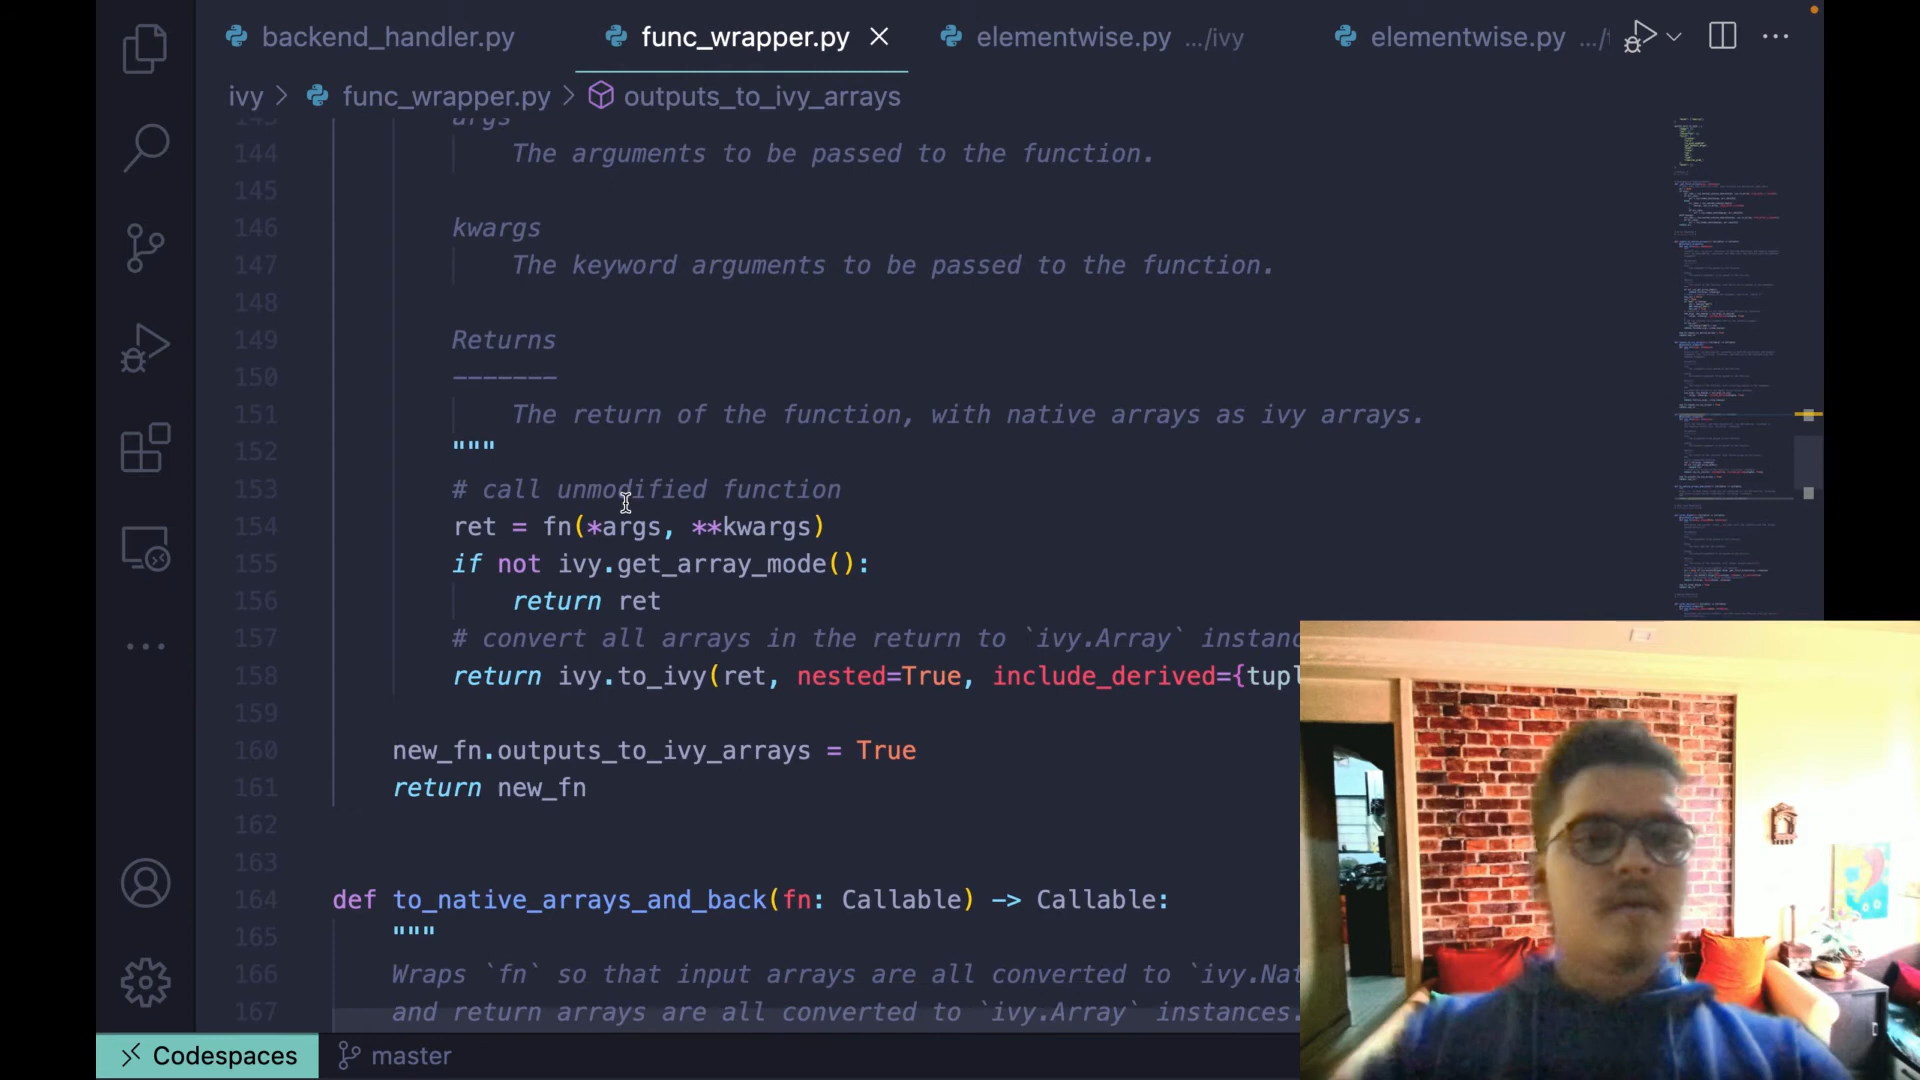 backend_handler.py
func_wrapper.py
elementwise.py .../ivy
elementwise.py .../
ivy > func_wrapper.py > outputs_to_ivy_arrays
143 args
144 The arguments to be passed to the function.
145
146 kwargs
147 The keyword arguments to be passed to the function.
148
149 Returns
150 -------
151 The return of the function, with native arrays as ivy arrays.
152 """
153 # call unmodified function
154 ret = fn(*args, **kwargs)
155 if not ivy.get_array_mode():
156 return ret
157 # convert all arrays in the return to `ivy.Array` instanc
158 return ivy.to_ivy(ret, nested=True, include_derived={tupl
159
160 new_fn.outputs_to_ivy_arrays = True
161 return new_fn
162
163
164 def to_native_arrays_and_back(fn: Callable) -> Callable:
165 """
166 Wraps `fn` so that input arrays are all converted to `ivy.Nat
167 and return arrays are all converted to `ivy.Array` instances.
Codespaces
master